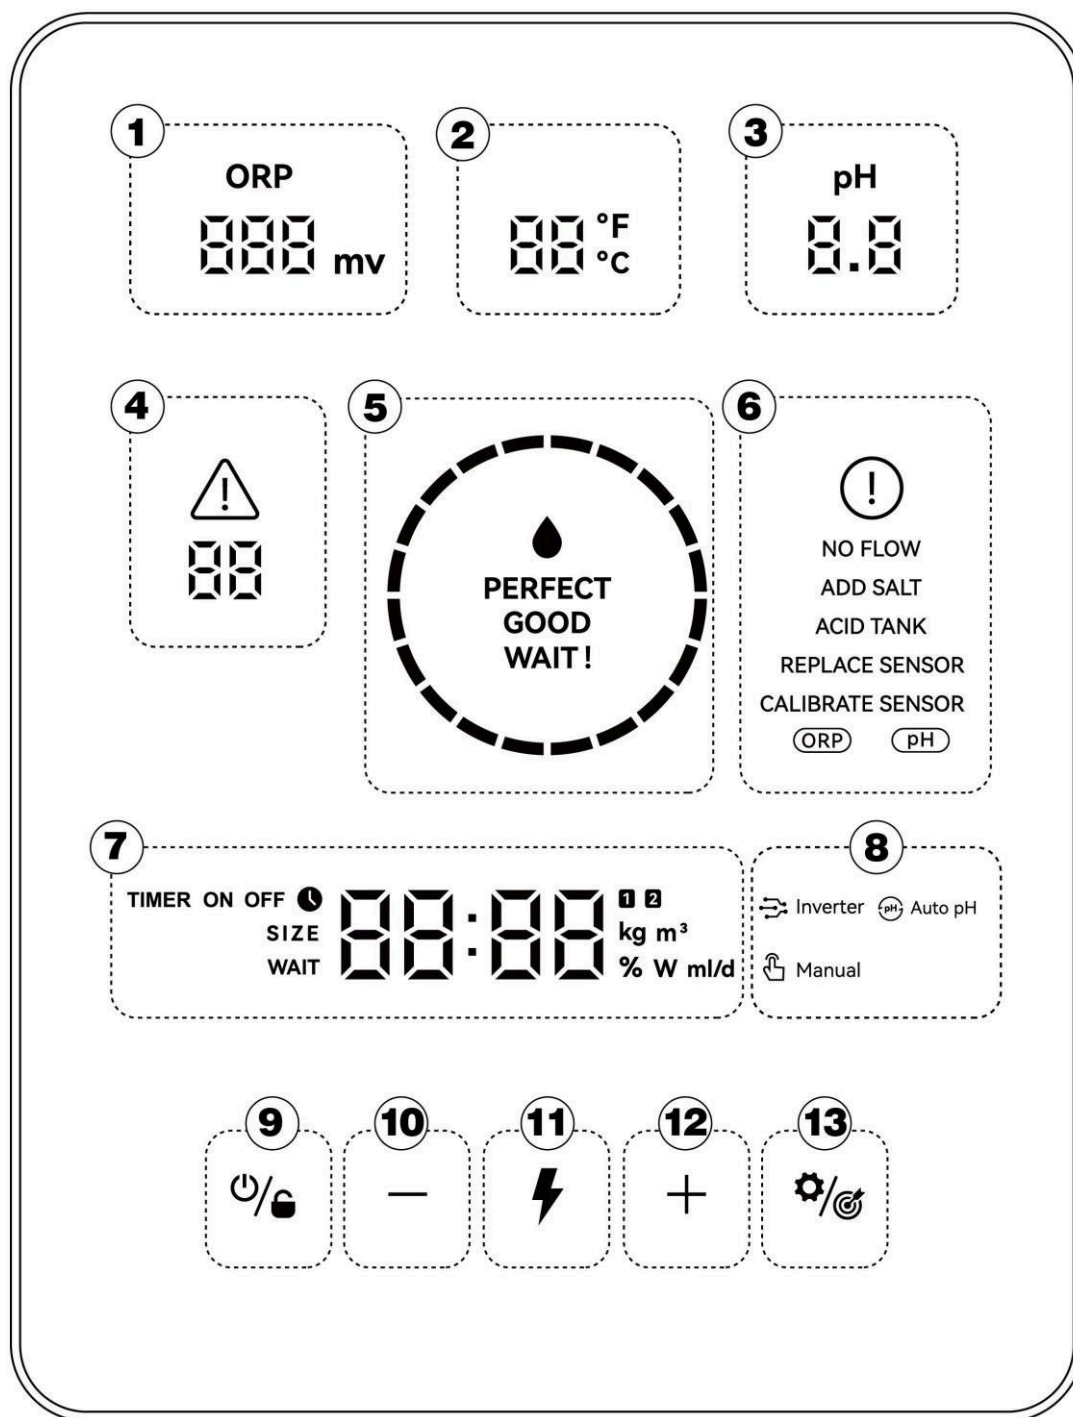 1
ORP
888 mv
2
88 °F
°C
3
pH
8.8
4
88
5
PERFECT
GOOD
WAIT !
6
NO FLOW
ADD SALT
ACID TANK
REPLACE SENSOR
CALIBRATE SENSOR
ORP pH
7
TIMER ON OFF 88:88 1 2
SIZE kg m³
WAIT % W ml/d
8
Inverter pH Auto pH
Manual
9
10
11
12
13